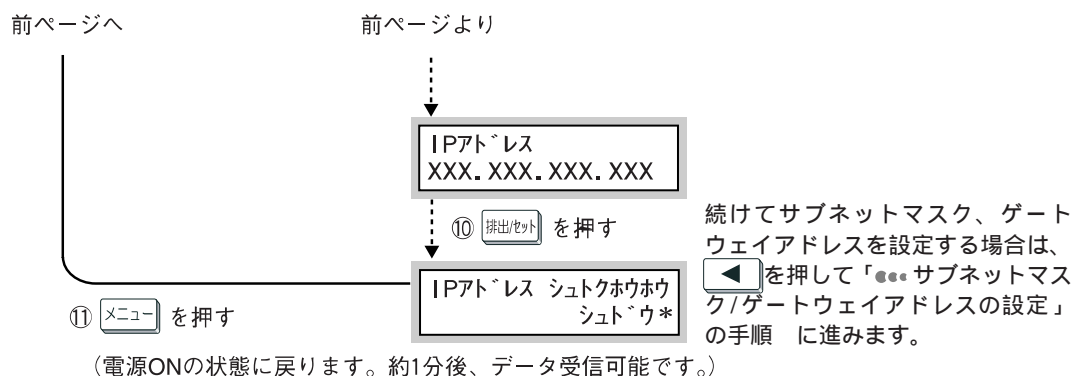 前ページへ
前ページより
IPアドレス
XXX. XXX. XXX. XXX
⑩ 排出/セット を押す
IPアドレス シュトクホウホウ
シュドウ*
続けてサブネットマスク、ゲート
ウェイアドレスを設定する場合は、
◀ を押して「サブネットマス
ク/ゲートウェイアドレスの設定」
の手順 に進みます。
⑪ メニュー を押す
（電源ONの状態に戻ります。約1分後、データ受信可能です。）